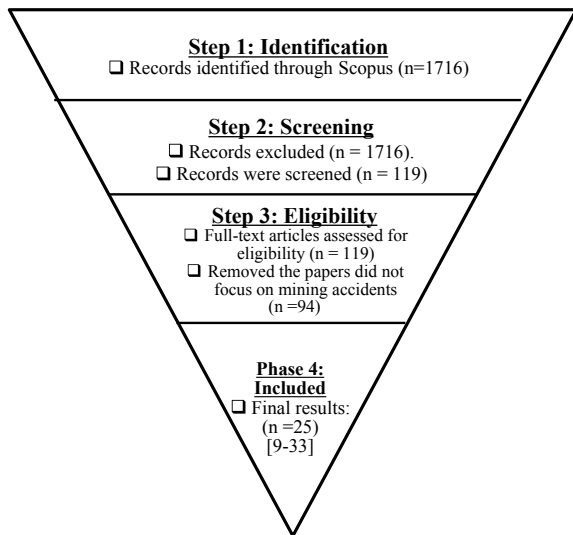 Step 1: Identification
❑ Records identified through Scopus (n=1716)
Step 2: Screening
❑ Records excluded (n = 1716).
❑ Records were screened (n = 119)
Step 3: Eligibility
❑ Full-text articles assessed for
eligibility (n = 119)
❑ Removed the papers did not
focus on mining accidents
(n =94)
Phase 4:
Included
❑ Final results:
(n =25)
[9-33]